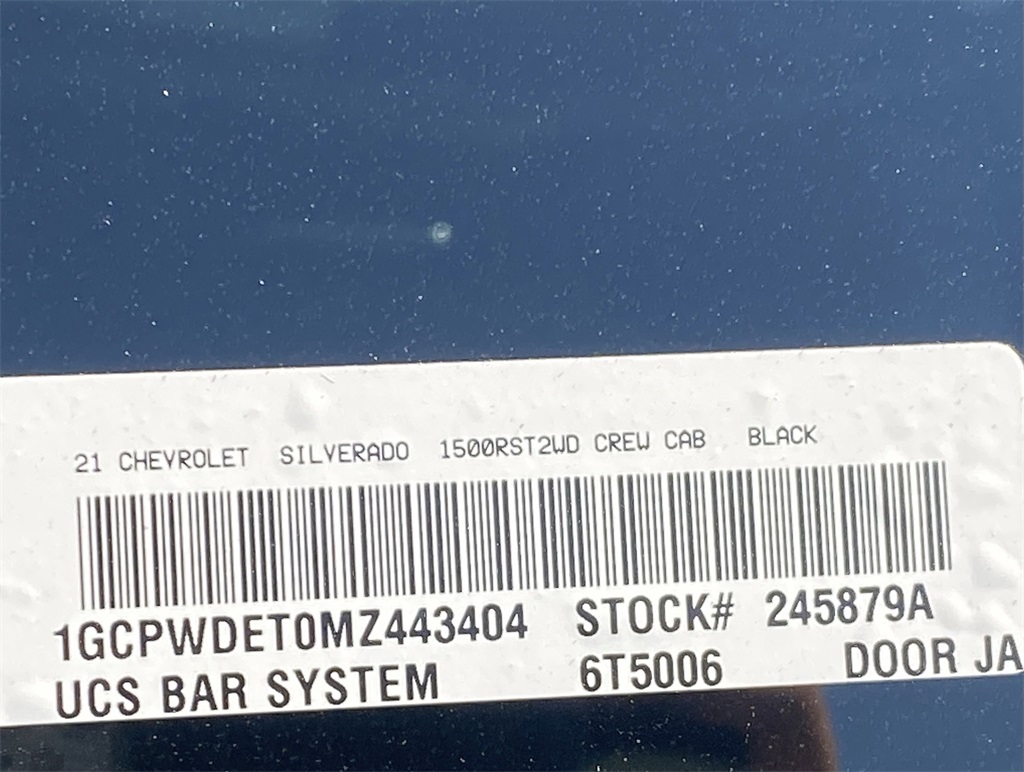 21 CHEVROLET SILVERADO 1500RST2WD CREW CAB BLACK
1GCPWDET0MZ443404 STOCK# 245879A
UCS BAR SYSTEM 6T5006 DOOR JA